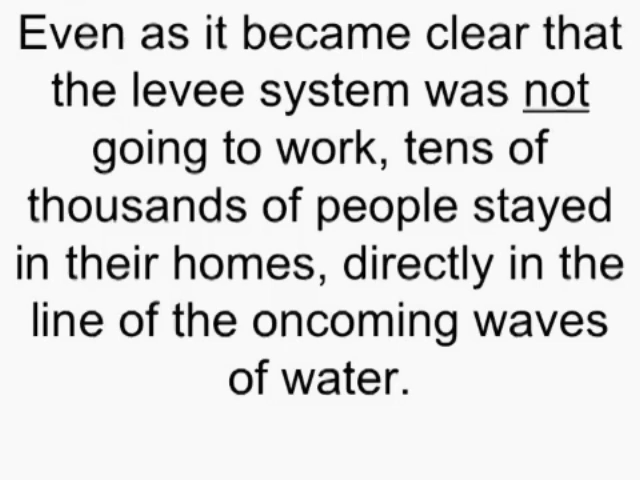 Even as it became clear that
the levee system was not
going to work, tens of
thousands of people stayed
in their homes, directly in the
line of the oncoming waves
of water.